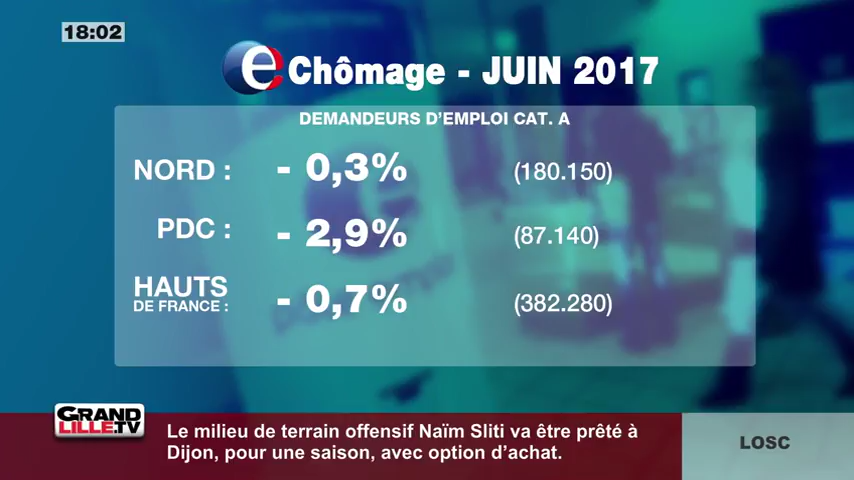 18:02
e Chômage - JUIN 2017
DEMANDEURS D'EMPLOI CAT. A
NORD : - 0,3% (180.150)
PDC : - 2,9% (87.140)
HAUTS
DE FRANCE : - 0,7% (382.280)
GRAND
LILLE.TV
Le milieu de terrain offensif Naïm Sliti va être prêté à
Dijon, pour une saison, avec option d'achat.
LOSC